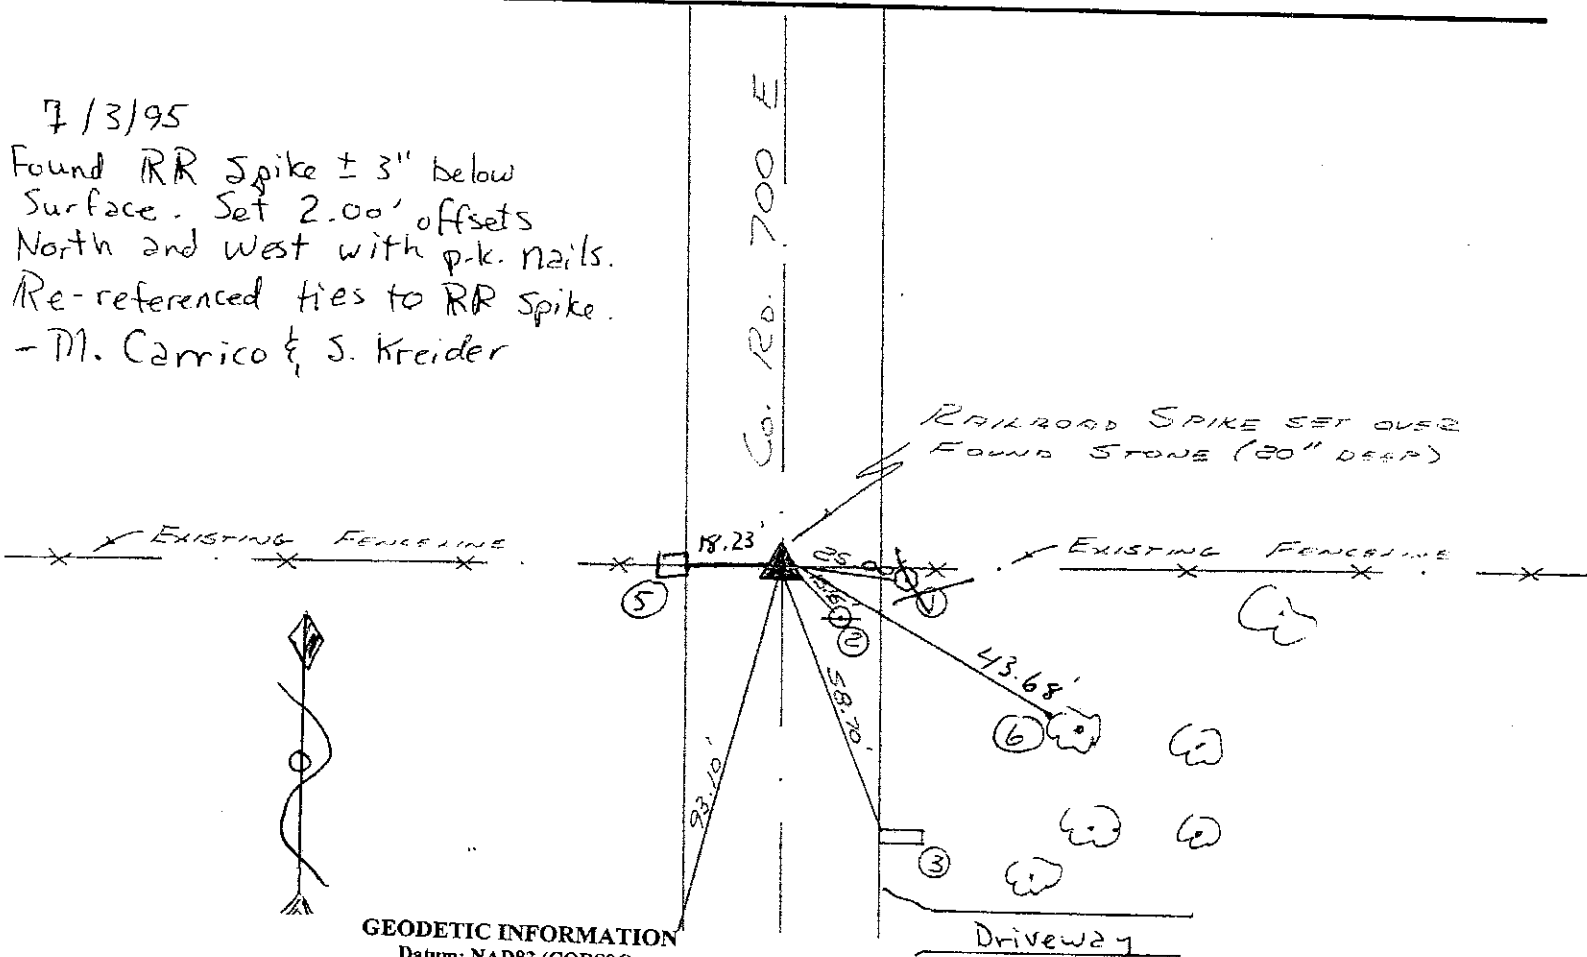 7/3/95
Found RR Spike ± 3" below
Surface. Set 2.00' offsets
North and West with p.k. nails.
Re-referenced ties to RR Spike.
- M. Carrico & S. Kreider
Co. Rd. 700 E
RAILROAD SPIKE SET OVER
FOUND STONE (20" DEEP)
EXISTING FENCELINE
18.23'
EXISTING FENCELINE
5
1
2
43.68'
58.70'
6
93.10'
3
GEODETIC INFORMATION
Datum: NAD83
Driveway